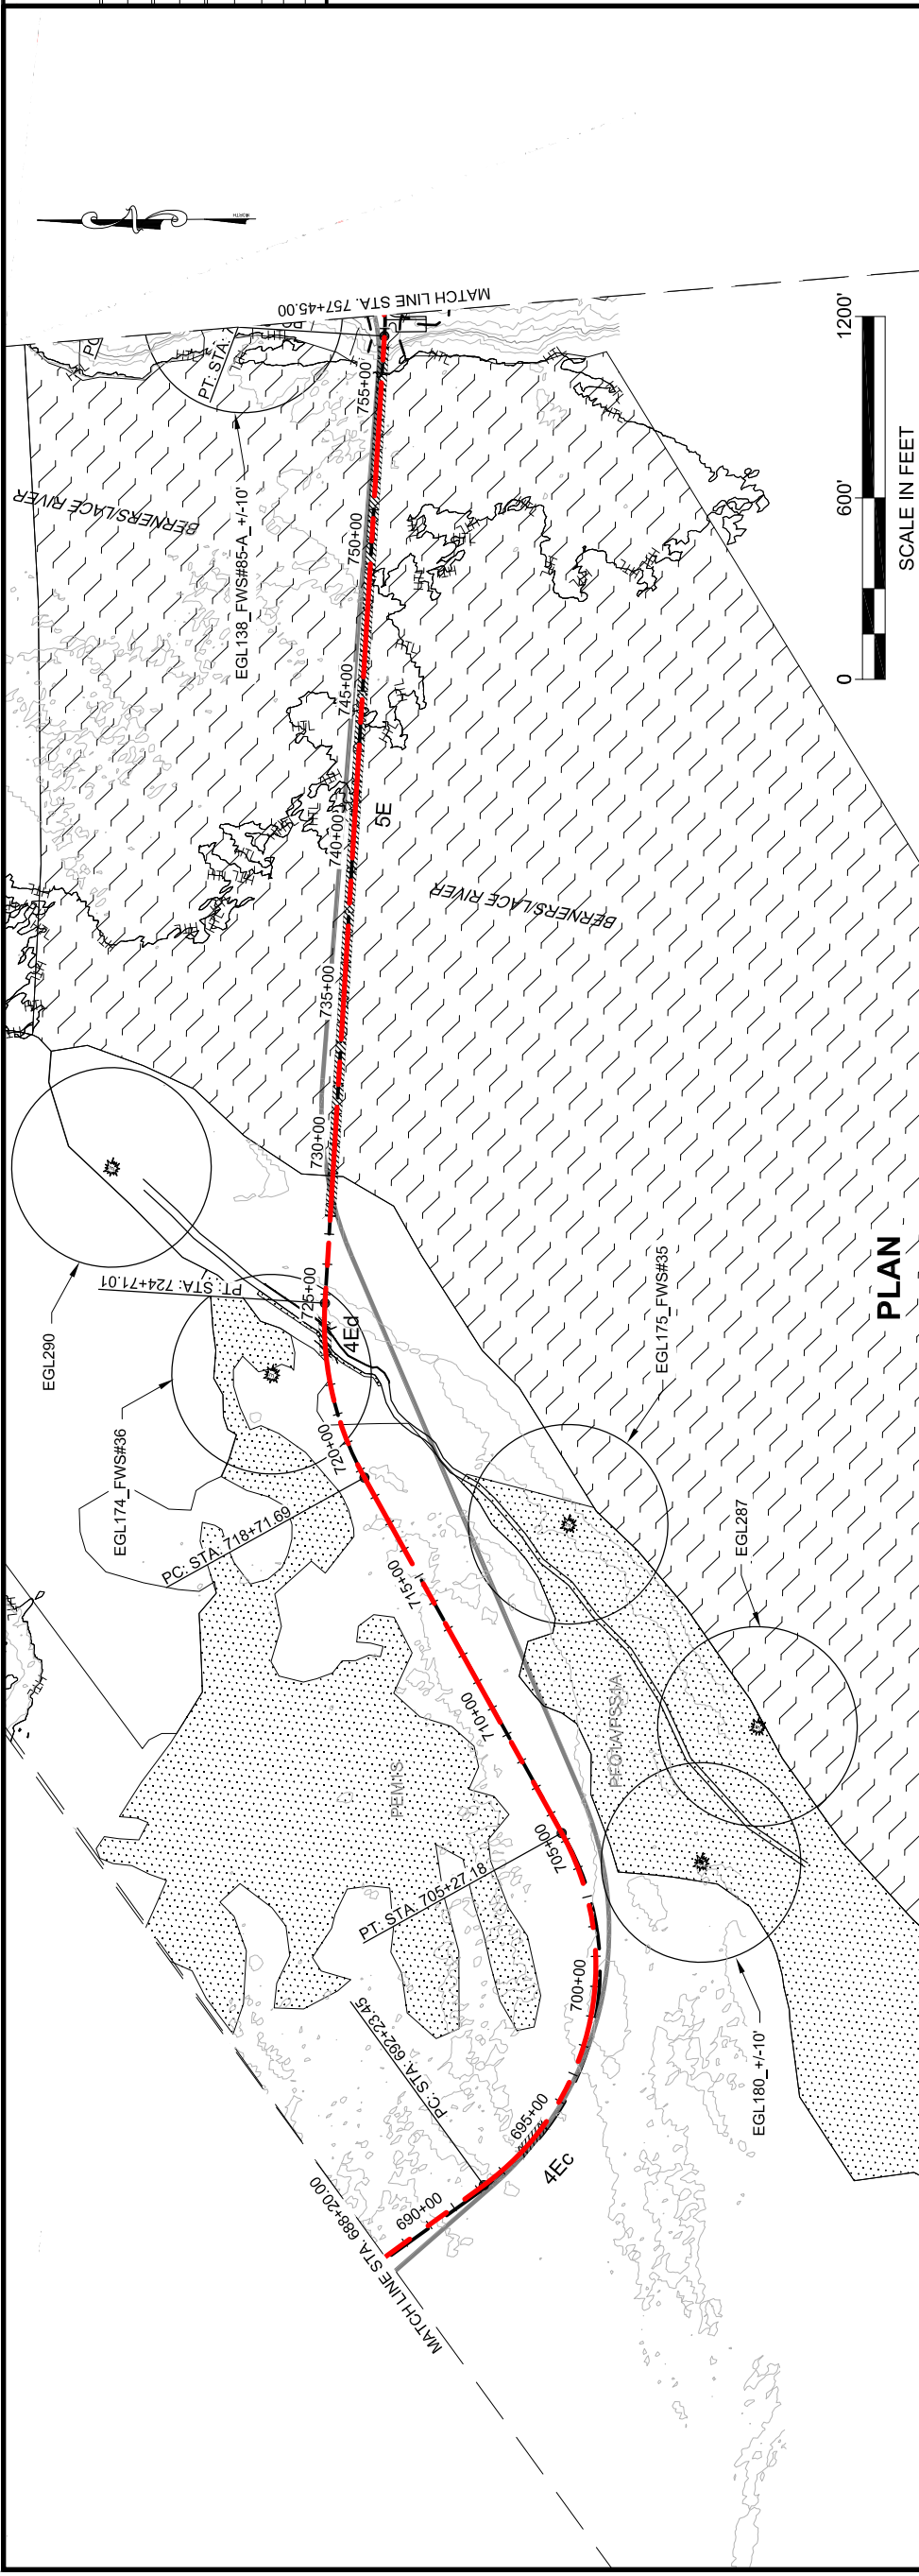 BERNERS/LACE RIVER
PT: STA:
EGL138_FWS#85-A_+/-10'
MATCH LINE STA. 757+45.00
755+00
750+00
745+00
740+00
735+00
730+00
5E
BERNERS/LACE RIVER
EGL290
PT. STA: 724+71.01
725+00
4Ed
EGL174_FWS#36
720+00
PC: STA: 718+71.69
715+00
710+00
705+00
PT: STA: 705+27.18
PEM1S
PFO1A/PSS1A
700+00
PC: STA: 692+23.45
695+00
4Ec
690+00
MATCH LINE STA. 688+20.00
EGL175_FWS#35
EGL287
EGL180_+/-10'
PLAN
0 600' 1200'
SCALE IN FEET
NORTH